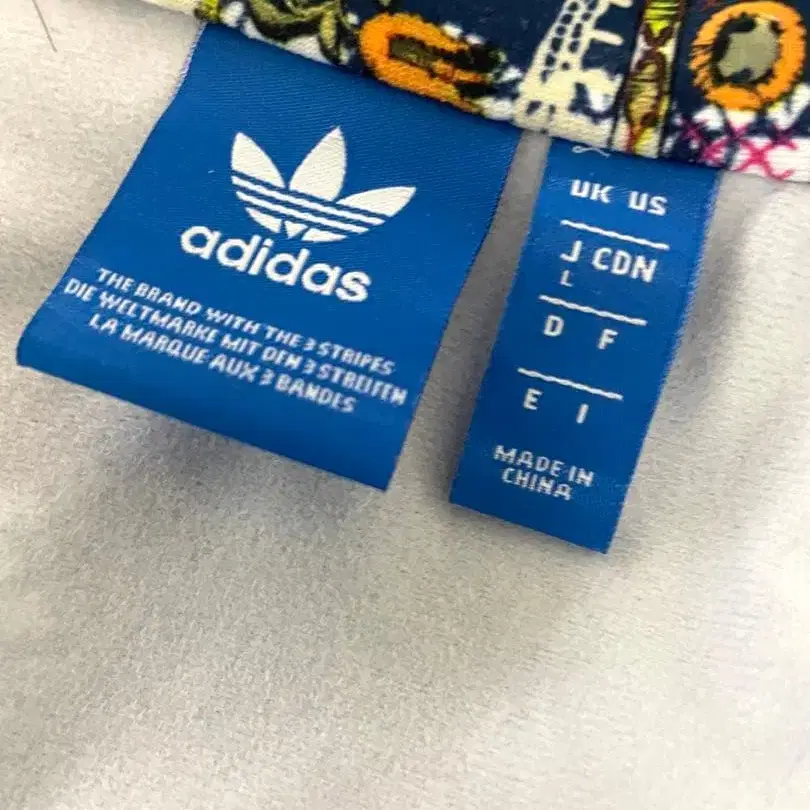 adidas
THE BRAND WITH THE 3 STRIPES
DIE WELTMARKE MIT DEN 3 STREIFEN
LA MARQUE AUX 3 BANDES
UK US
J CDN
L
D F
E I
MADE IN
CHINA